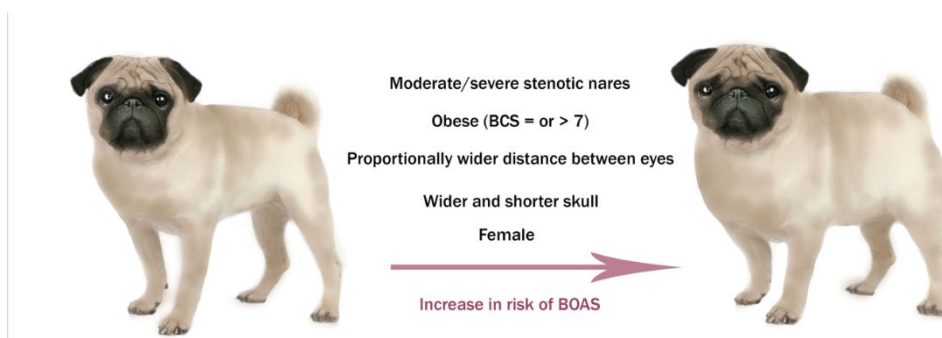 Moderate/severe stenotic nares
Obese (BCS = or > 7)
Proportionally wider distance between eyes
Wider and shorter skull
Female
Increase in risk of BOAS